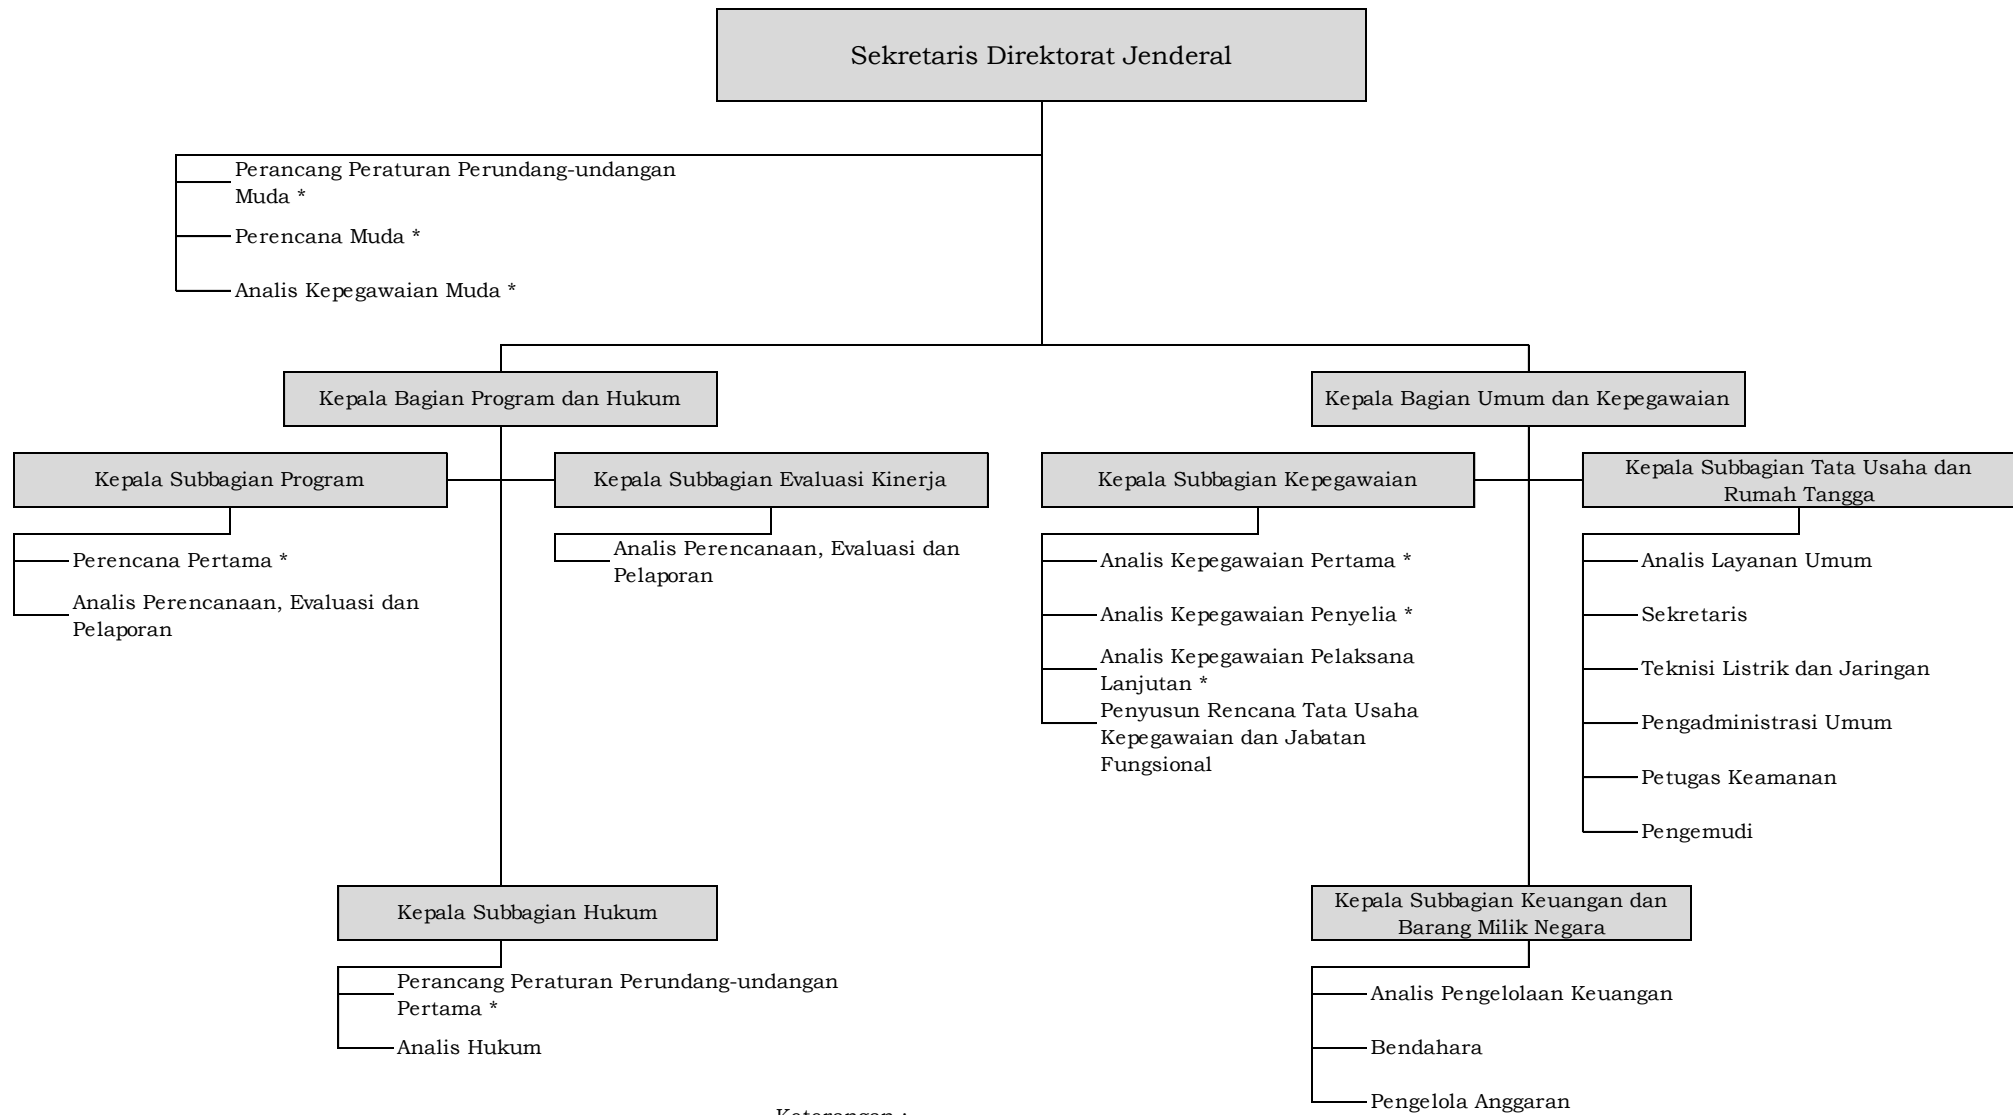 Sekretaris Direktorat Jenderal
Perancang Peraturan Perundang-undangan
Muda *
Perencana Muda *
Analis Kepegawaian Muda *
Kepala Bagian Program dan Hukum
Kepala Bagian Umum dan Kepegawaian
Kepala Subbagian Program
Kepala Subbagian Evaluasi Kinerja
Kepala Subbagian Kepegawaian
Kepala Subbagian Tata Usaha dan
Rumah Tangga
Perencana Pertama *
Analis Perencanaan, Evaluasi dan
Pelaporan
Analis Perencanaan, Evaluasi dan
Pelaporan
Analis Kepegawaian Pertama *
Analis Kepegawaian Penyelia *
Analis Kepegawaian Pelaksana
Lanjutan *
Penyusun Rencana Tata Usaha
Kepegawaian dan Jabatan
Fungsional
Analis Layanan Umum
Sekretaris
Teknisi Listrik dan Jaringan
Pengadministrasi Umum
Petugas Keamanan
Pengemudi
Kepala Subbagian Hukum
Perancang Peraturan Perundang-undangan
Pertama *
Analis Hukum
Kepala Subbagian Keuangan dan
Barang Milik Negara
Analis Pengelolaan Keuangan
Bendahara
Pengelola Anggaran
Keterangan :